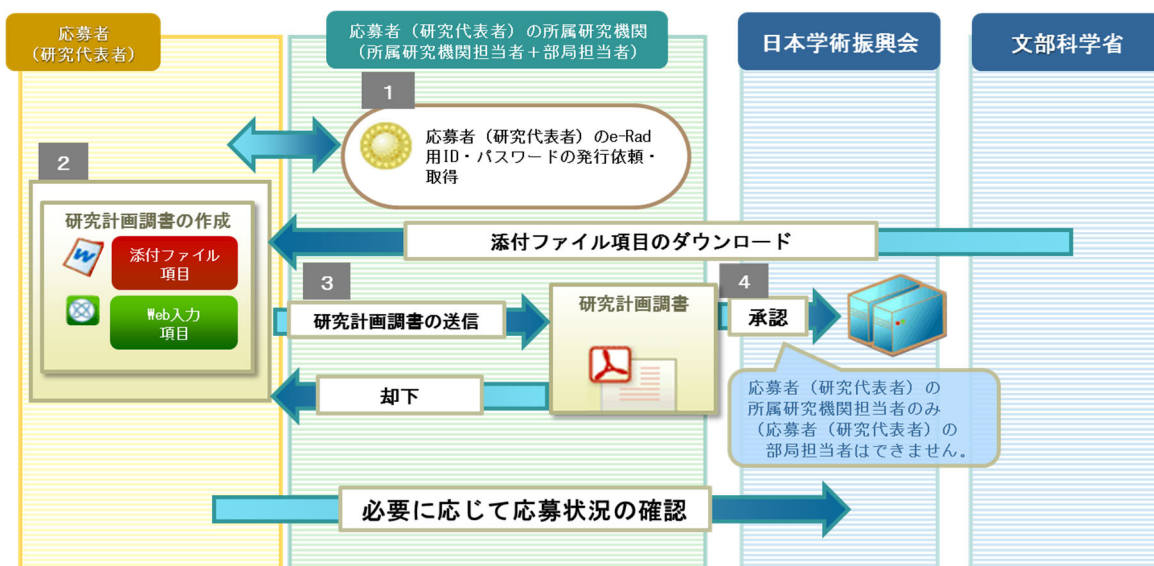 応募者
(研究代表者)
応募者（研究代表者）の所属研究機関
(所属研究機関担当者＋部局担当者)
日本学術振興会
文部科学省
1
応募者（研究代表者）のe-Rad
用ID・パスワードの発行依頼・
取得
2
研究計画調書の作成
添付ファイル
項目
Web入力
項目
添付ファイル項目のダウンロード
3
研究計画調書の送信
研究計画調書
4
承認
却下
応募者（研究代表者）の
所属研究機関担当者のみ
（応募者（研究代表者）の
部局担当者はできません。
必要に応じて応募状況の確認